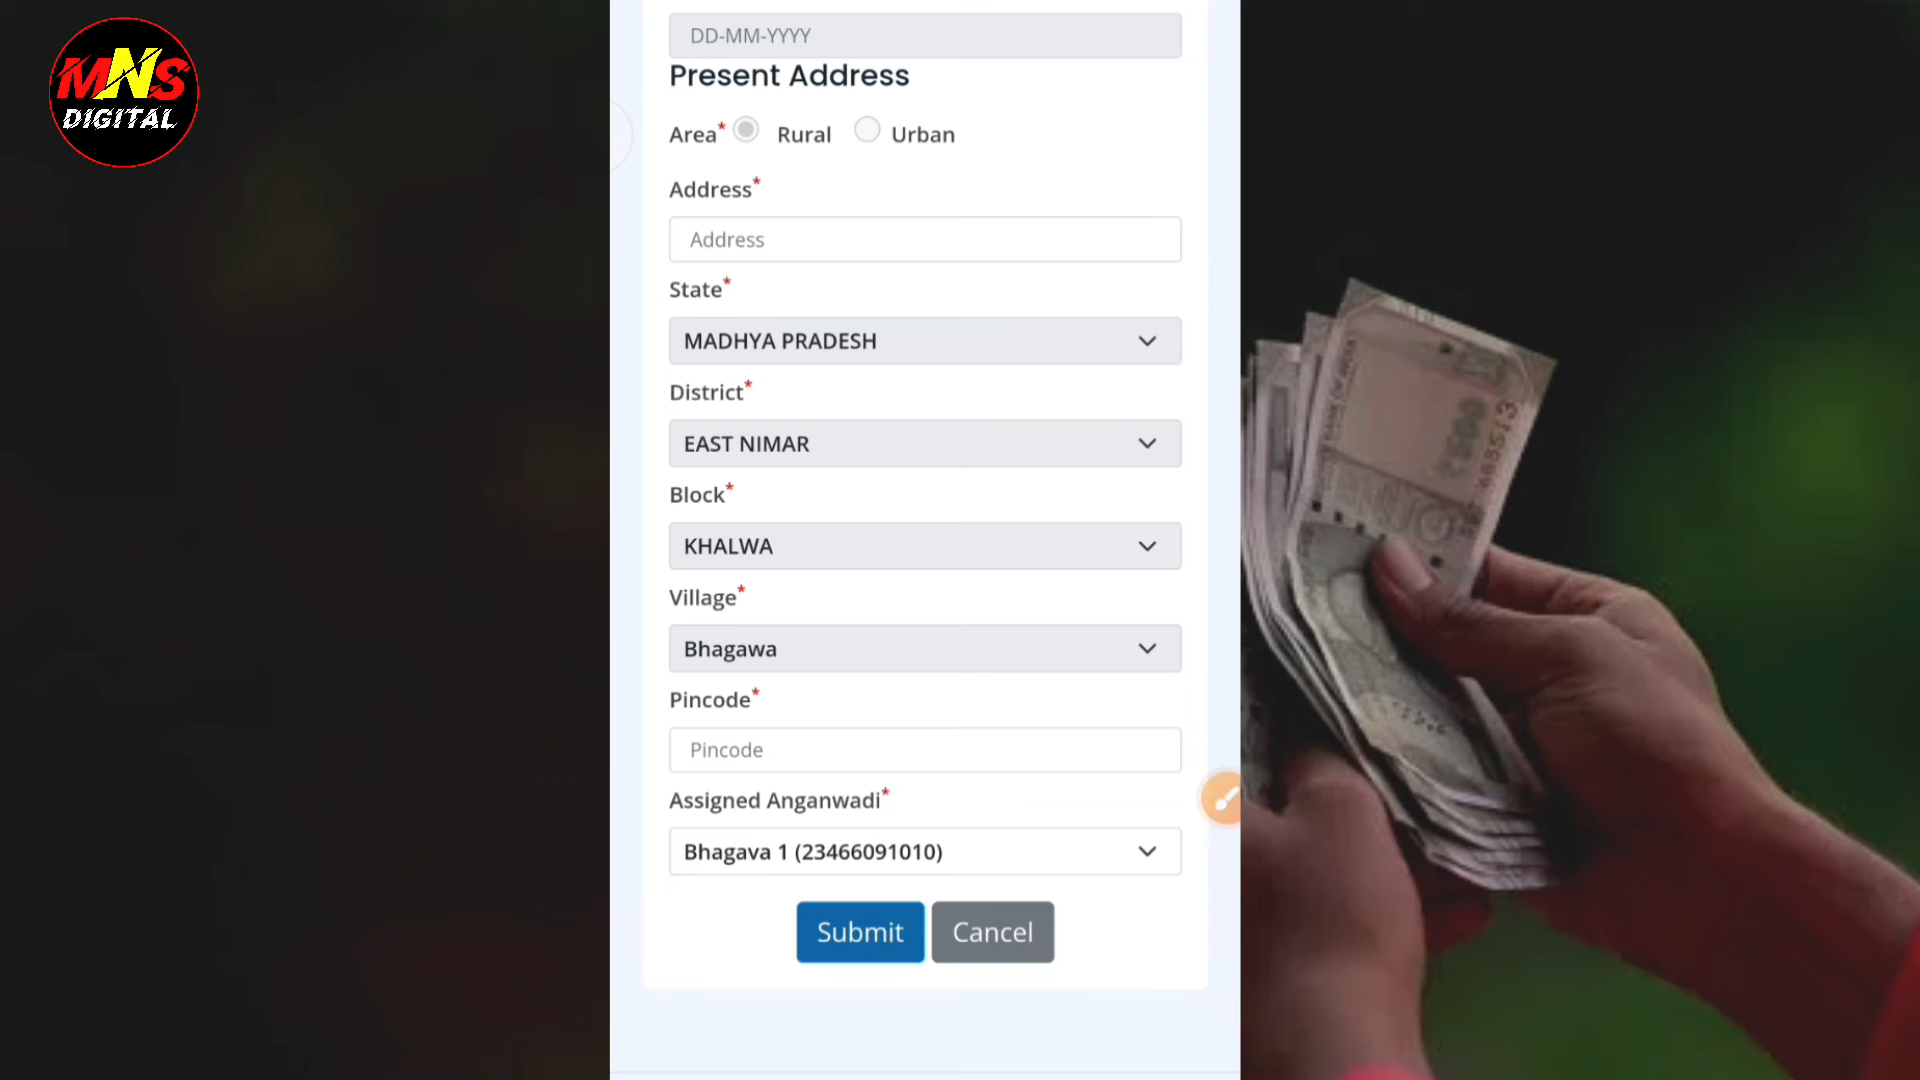 MNS
DIGITAL
DD-MM-YYYY
Present Address
Area* Rural Urban
Address*
Address
State*
MADHYA PRADESH
District*
EAST NIMAR
Block*
KHALWA
Village*
Bhagawa
Pincode*
Pincode
Assigned Anganwadi*
Bhagava 1 (23466091010)
Submit Cancel